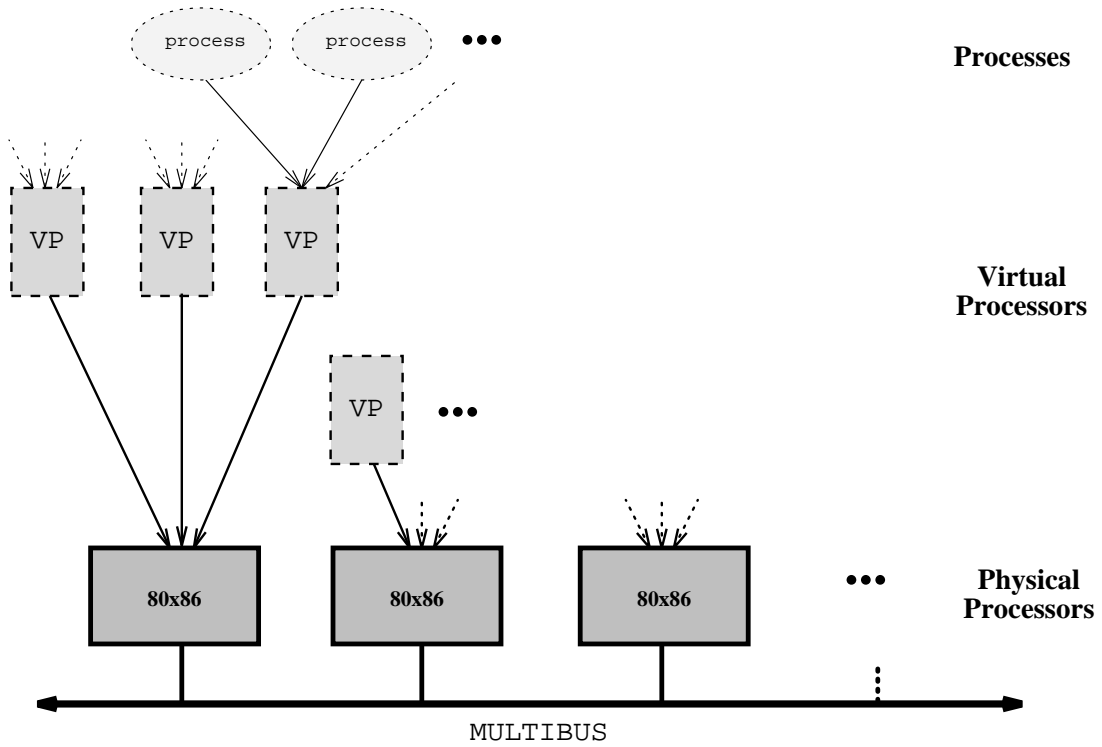 process process
Processes
VP VP VP
Virtual
Processors
VP
80x86 80x86 80x86
Physical
Processors
MULTIBUS